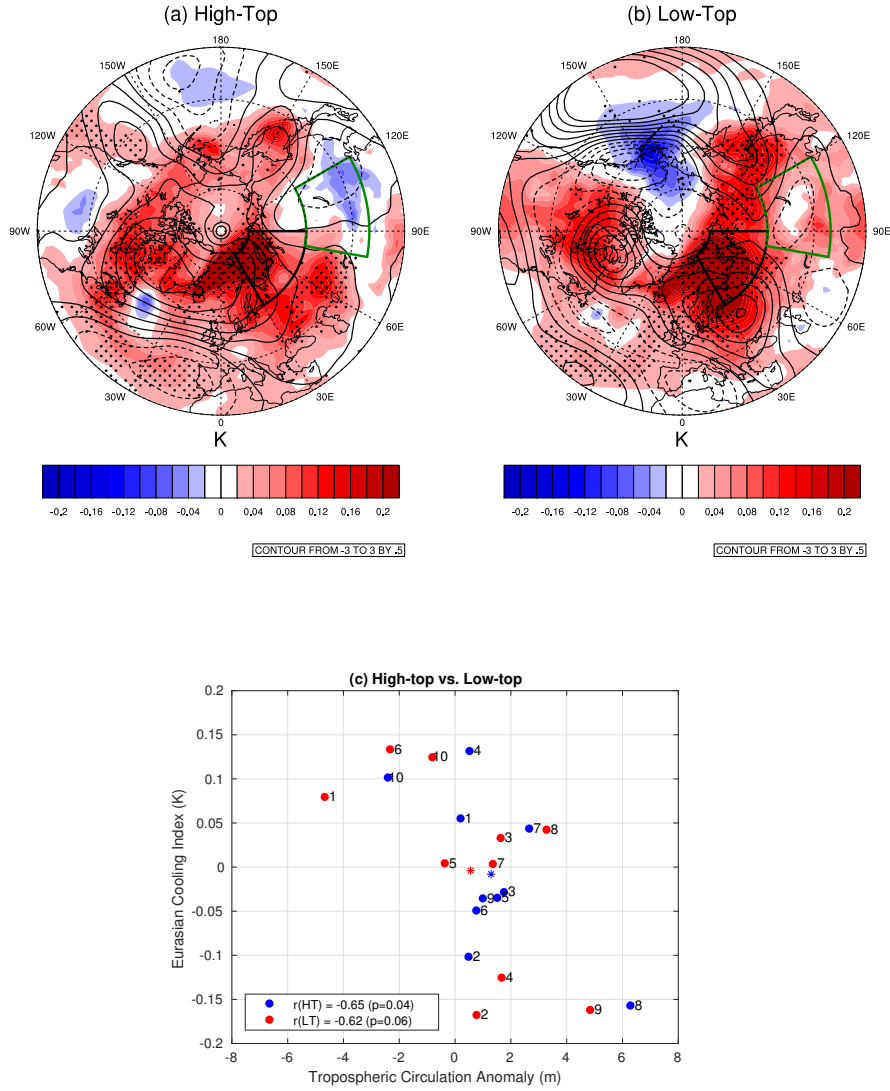 (a) High-Top
(b) Low-Top
180
150W
150E
120W
120E
90W
90E
60W
60E
30W
30E
0
180
150W
150E
120W
120E
90W
90E
60W
60E
30W
30E
0
K
K
-0.2 -0.16 -0.12 -0.08 -0.04 0 0.04 0.08 0.12 0.16 0.2
-0.2 -0.16 -0.12 -0.08 -0.04 0 0.04 0.08 0.12 0.16 0.2
CONTOUR FROM -3 TO 3 BY .5
CONTOUR FROM -3 TO 3 BY .5
(c) High-top vs. Low-top
0.2
0.15
0.1
0.05
0
-0.05
-0.1
-0.15
-0.2
Eurasian Cooling Index (K)
6
10
4
10
1
1
7
8
3
5
7
3
9
5
6
2
4
2
9
8
r(HT) = -0.65 (p=0.04)
r(LT) = -0.62 (p=0.06)
-8 -6 -4 -2 0 2 4 6 8
Tropospheric Circulation Anomaly (m)